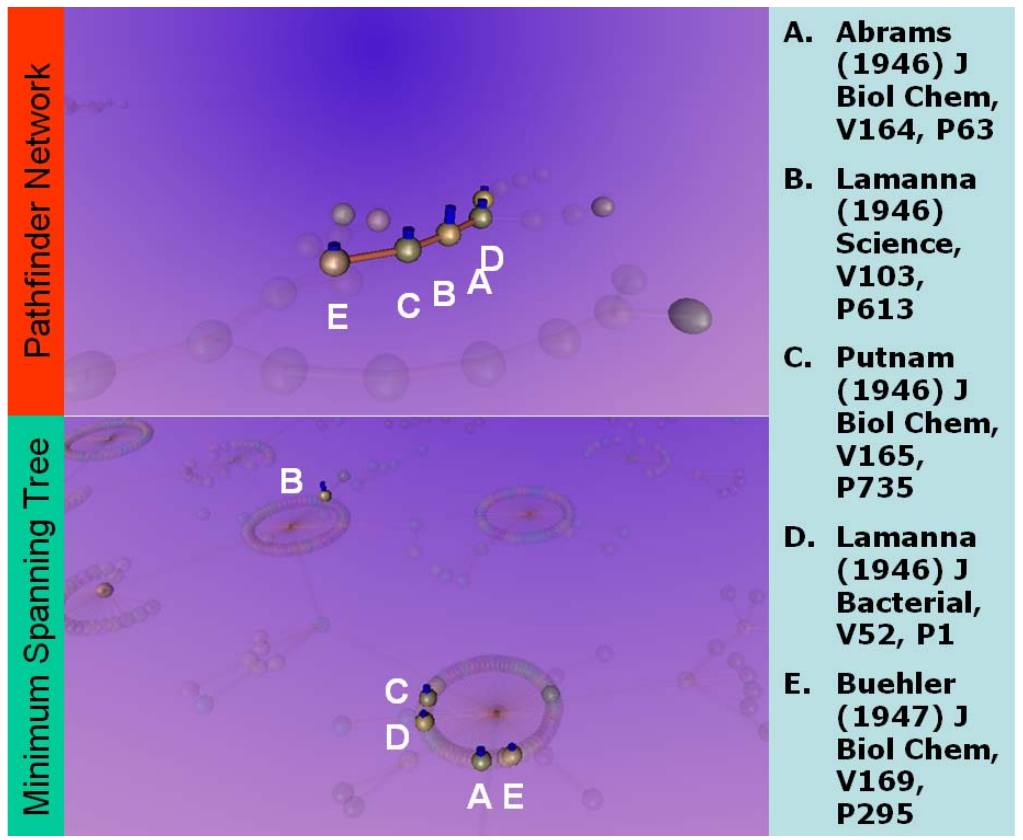 Pathfinder Network
E
C
B
A
D
Minimum Spanning Tree
B
C
D
A E
A. Abrams
(1946) J
Biol Chem,
V164, P63
B. Lamanna
(1946)
Science,
V103,
P613
C. Putnam
(1946) J
Biol Chem,
V165,
P735
D. Lamanna
(1946) J
Bacterial,
V52, P1
E. Buehler
(1947) J
Biol Chem,
V169,
P295